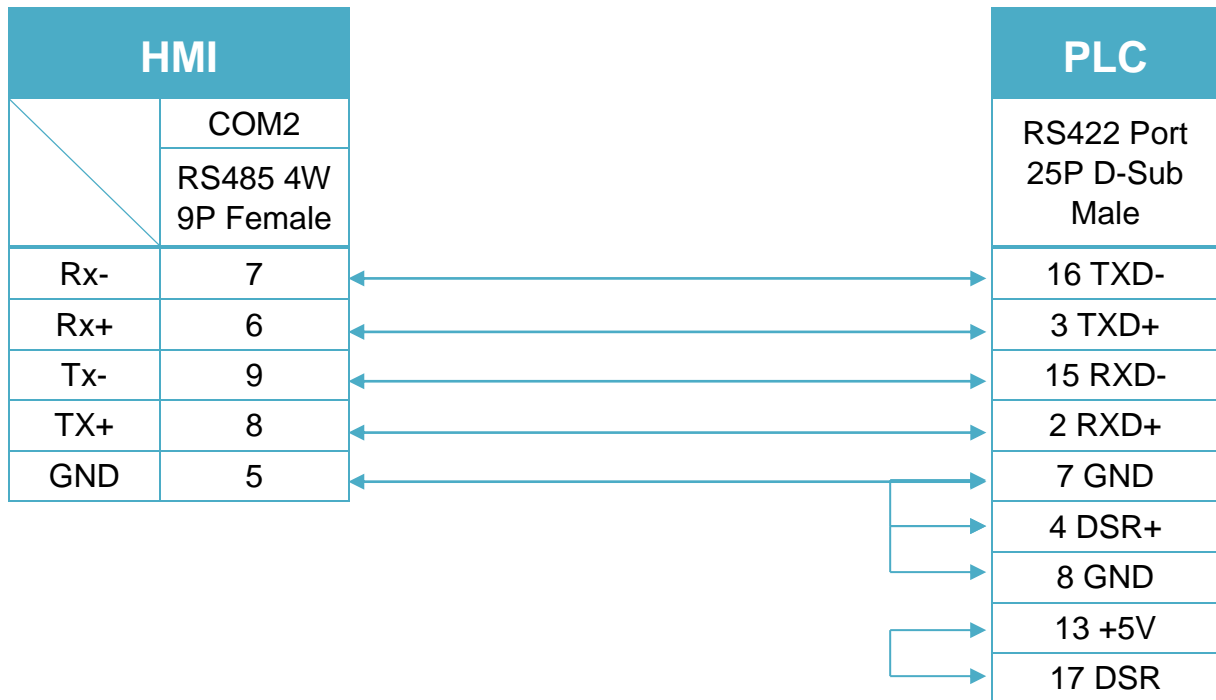 HMI
PLC
COM2
RS485 4W
9P Female
RS422 Port
25P D-Sub
Male
Rx- 7 16 TXD-
Rx+ 6 3 TXD+
Tx- 9 15 RXD-
TX+ 8 2 RXD+
GND 5 7 GND
4 DSR+
8 GND
13 +5V
17 DSR